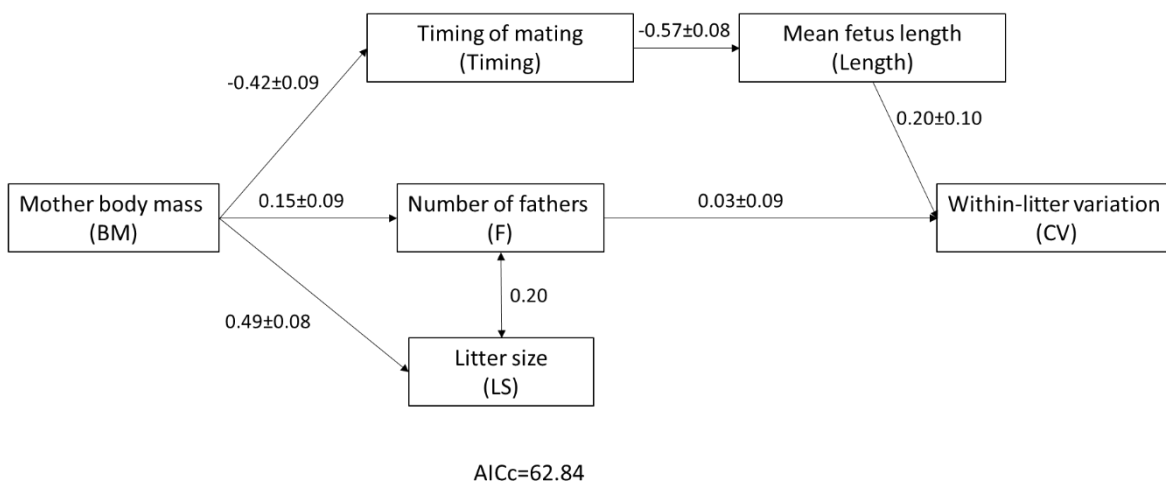 Timing of mating
(Timing)
-0.57±0.08
Mean fetus length
(Length)
-0.42±0.09
0.20±0.10
Mother body mass
(BM)
0.15±0.09
Number of fathers
(F)
0.03±0.09
Within-litter variation
(CV)
0.20
0.49±0.08
Litter size
(LS)
AICc=62.84